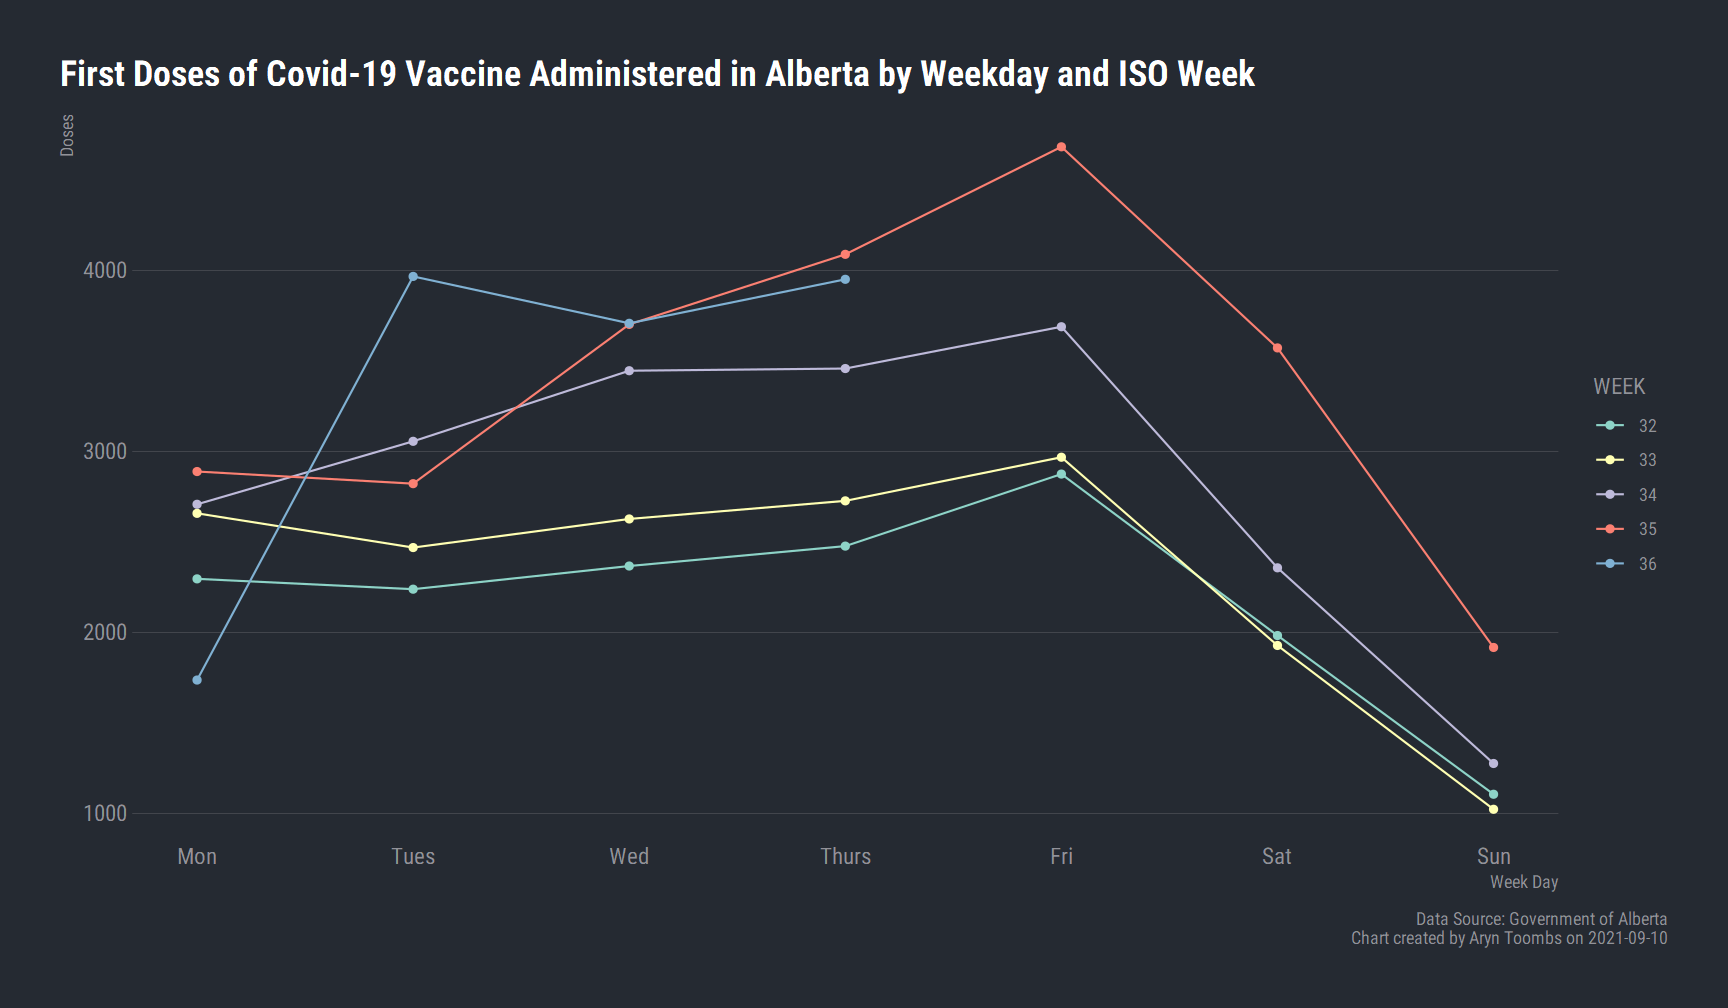 First Doses of Covid-19 Vaccine Administered in Alberta by Weekday and ISO Week
Doses
4000
3000
2000
1000
Mon Tues Wed Thurs Fri Sat Sun
Week Day
WEEK
32
33
34
35
36
Data Source: Government of Alberta
Chart created by Aryn Toombs on 2021-09-10